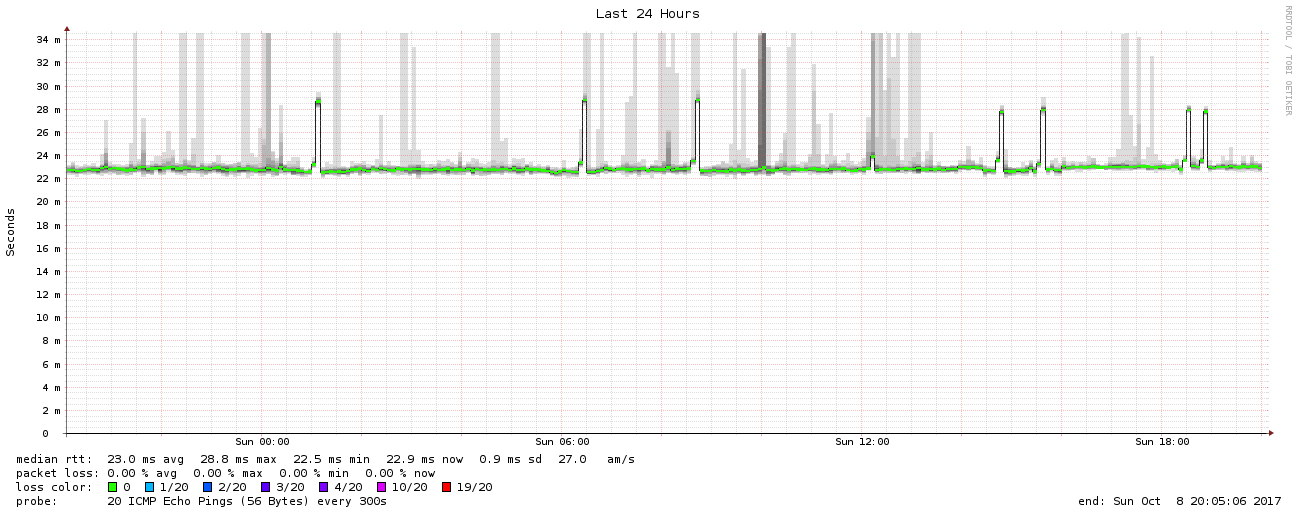 Last 24 Hours
RRDTOOL / TOBI OETIKER
Seconds
34 m
32 m
30 m
28 m
26 m
24 m
22 m
20 m
18 m
16 m
14 m
12 m
10 m
8 m
6 m
4 m
2 m
0
Sun 00:00 Sun 06:00 Sun 12:00 Sun 18:00
median rtt: 23.0 ms avg 28.8 ms max 22.5 ms min 22.9 ms now 0.9 ms sd 27.0 am/s
packet loss: 0.00 % avg 0.00 % max 0.00 % min 0.00 % now
loss color: 0 1/20 2/20 3/20 4/20 10/20 19/20
probe: 20 ICMP Echo Pings (56 Bytes) every 300s end: Sun Oct 8 20:05:06 2017